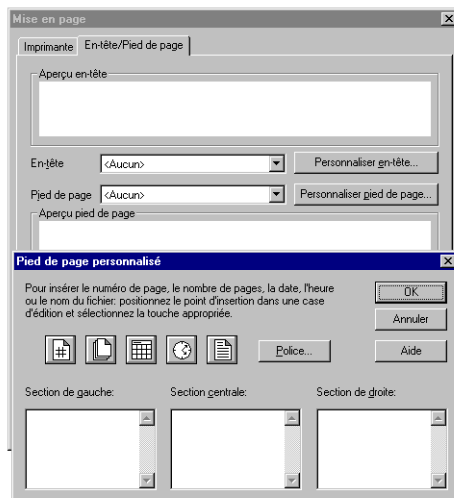 Mise en page
Imprimante En-tête/Pied de page
Aperçu en-tête
En-tête <Aucun> Personnaliser en-tête...
Pied de page <Aucun> Personnaliser pied de page...
Aperçu pied de page
Pied de page personnalisé
Pour insérer le numéro de page, le nombre de pages, la date, l'heure
ou le nom du fichier: positionnez le point d'insertion dans une case
d'édition et sélectionnez la touche appropriée.
OK
Annuler
Police... Aide
Section de gauche: Section centrale: Section de droite: